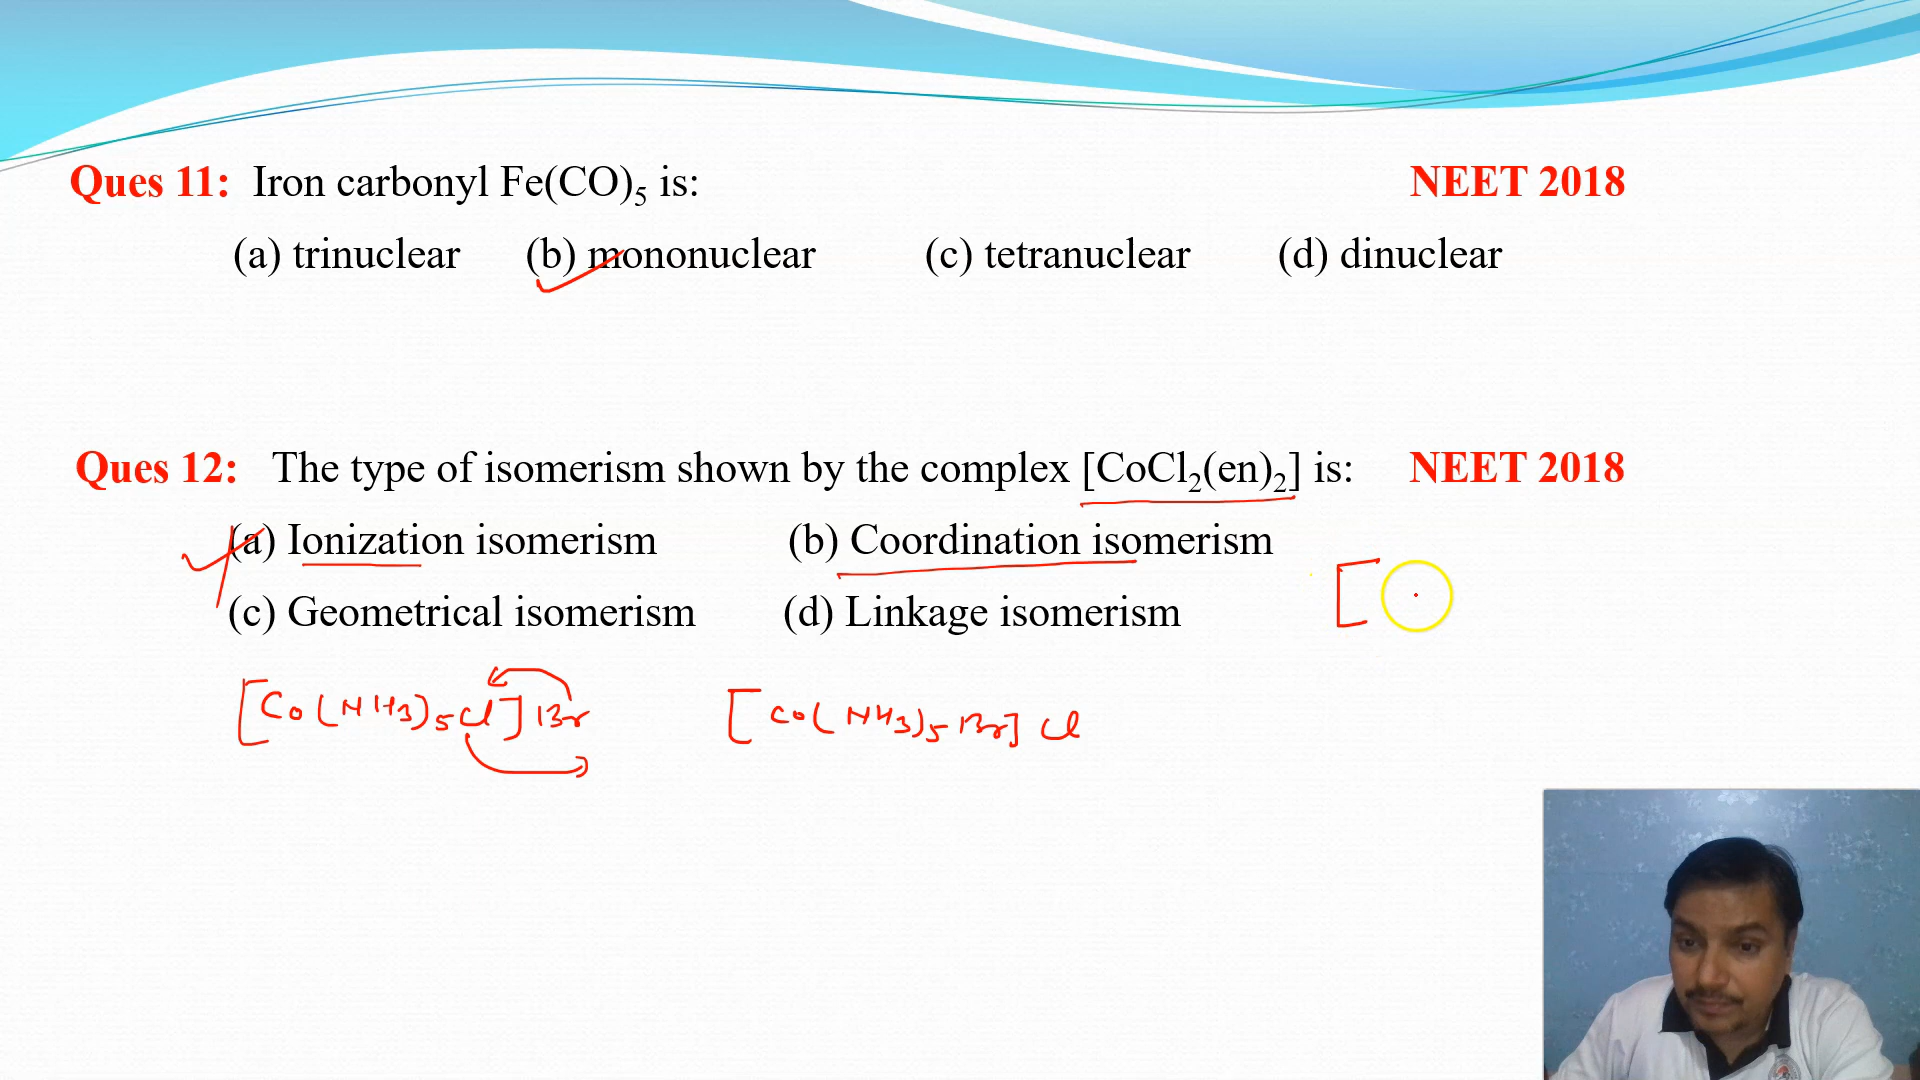 Ques 11: Iron carbonyl Fe(CO)₅ is: NEET 2018
(a) trinuclear (b) mononuclear (c) tetranuclear (d) dinuclear
Ques 12: The type of isomerism shown by the complex [CoCl₂(en)₂] is: NEET 2018
(a) Ionization isomerism (b) Coordination isomerism
(c) Geometrical isomerism (d) Linkage isomerism
[
[Co(NH3)5Cl]Br [Co(NH3)5Br]Cl